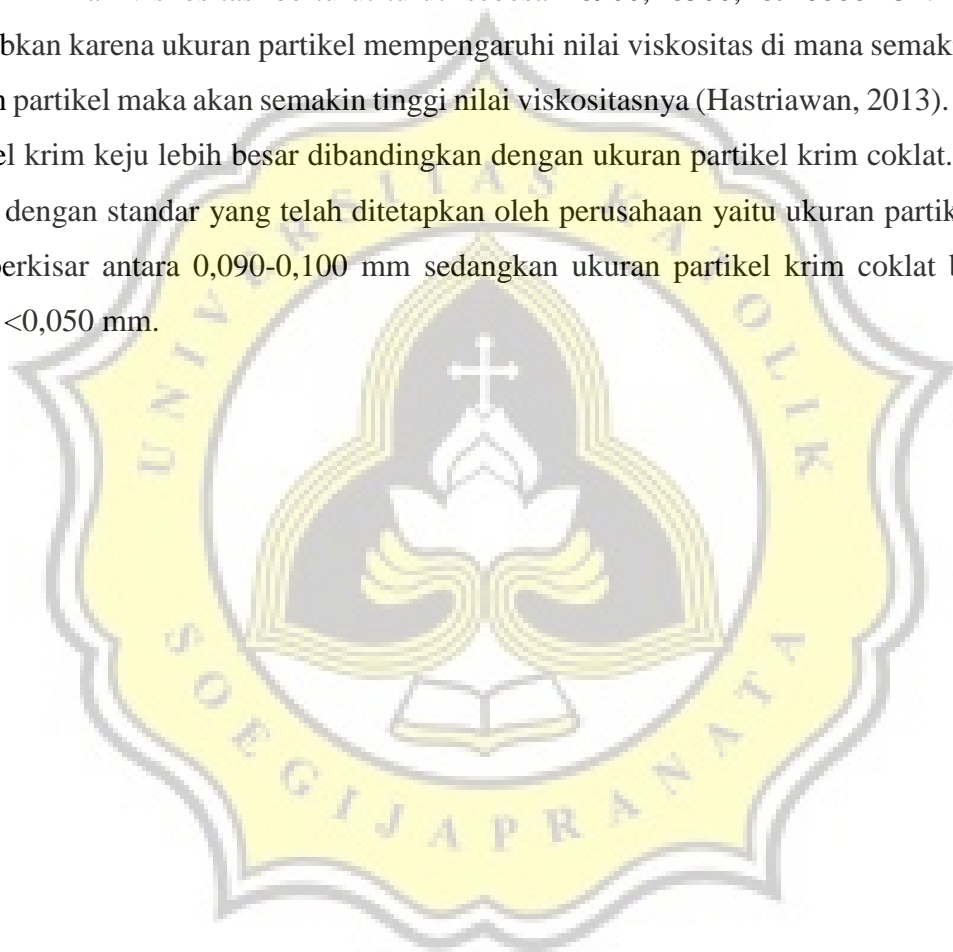 bkan karena ukuran partikel mempengaruhi nilai viskositas di mana semaki
partikel maka akan semakin tinggi nilai viskositasnya (Hastriawan, 2013).
el krim keju lebih besar dibandingkan dengan ukuran partikel krim coklat.
dengan standar yang telah ditetapkan oleh perusahaan yaitu ukuran partik
berkisar antara 0,090-0,100 mm sedangkan ukuran partikel krim coklat b
<0,050 mm.
UNIVERSITAS KATOLIK
SOEGIJAPRANATA